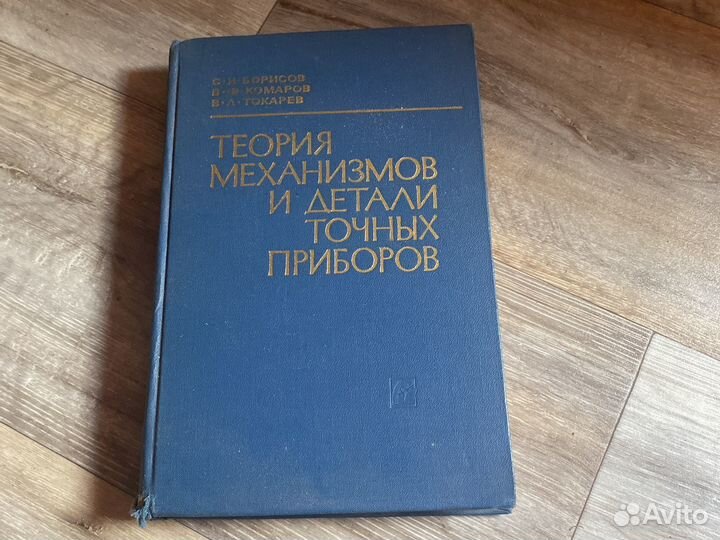 С·И·БОРИСОВ
В·В·КОМАРОВ
В·Л·ТОКАРЕВ
ТЕОРИЯ
МЕХАНИЗМОВ
И ДЕТАЛИ
ТОЧНЫХ
ПРИБОРОВ
Avito